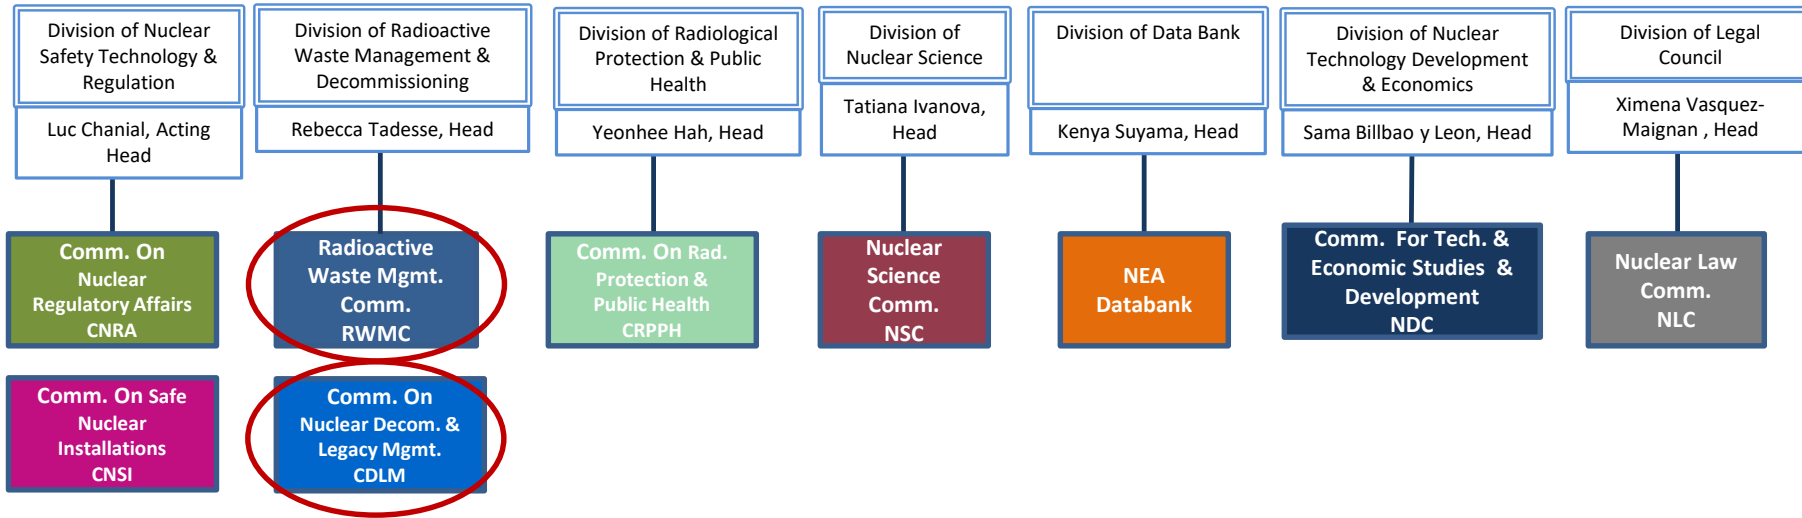 Division of Nuclear
Safety Technology &
Regulation
Luc Chanial, Acting
Head
Division of Radioactive
Waste Management &
Decommissioning
Rebecca Tadesse, Head
Division of Radiological
Protection & Public
Health
Yeonhee Hah, Head
Division of
Nuclear Science
Tatiana Ivanova,
Head
Division of Data Bank
Kenya Suyama, Head
Division of Nuclear
Technology Development
& Economics
Sama Billbao y Leon, Head
Division of Legal
Council
Ximena Vasquez-
Maignan , Head
Comm. On
Nuclear
Regulatory Affairs
CNRA
Radioactive
Waste Mgmt.
Comm.
RWMC
Comm. On Rad.
Protection &
Public Health
CRPPH
Nuclear
Science
Comm.
NSC
NEA
Databank
Comm. For Tech. &
Economic Studies &
Development
NDC
Nuclear Law
Comm.
NLC
Comm. On Safe
Nuclear
Installations
CNSI
Comm. On
Nuclear Decom. &
Legacy Mgmt.
CDLM